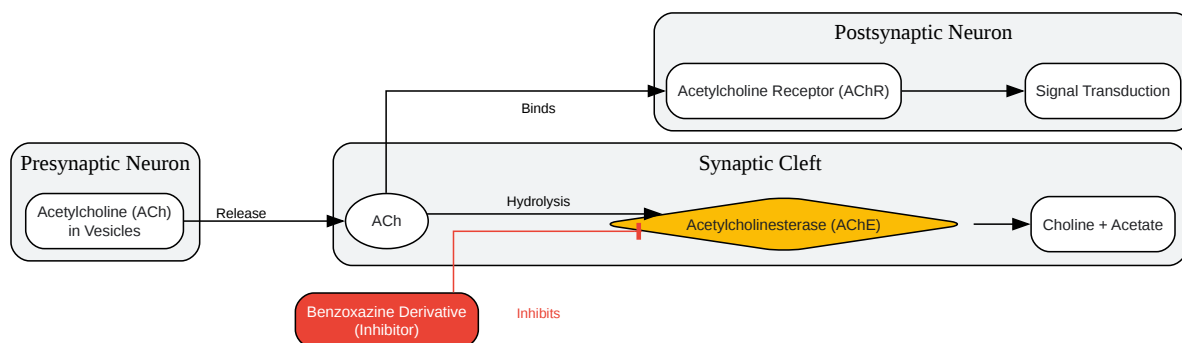 Postsynaptic Neuron
Acetylcholine Receptor (AChR)
Signal Transduction
Binds
Presynaptic Neuron
Synaptic Cleft
Acetylcholine (ACh)
in Vesicles
Release
ACh
Hydrolysis
Acetylcholinesterase (AChE)
Choline + Acetate
Benzoxazine Derivative
(Inhibitor)
Inhibits